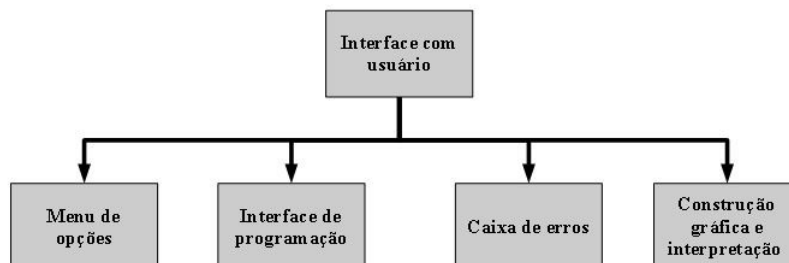 Interface com
usuário
Menu de
opções
Interface de
programação
Caixa de erros
Construção
gráfica e
interpretação